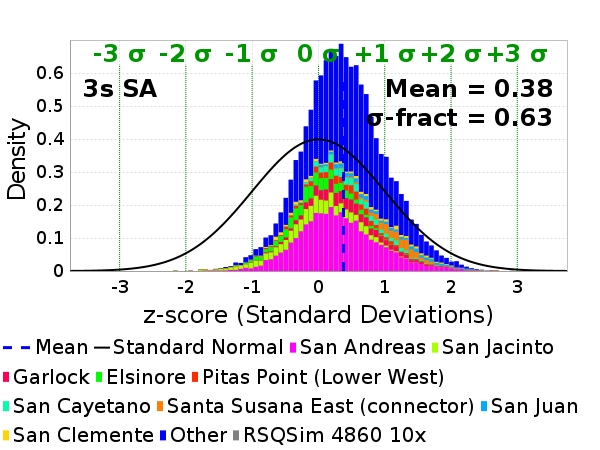 -3 σ -2 σ -1 σ 0 σ +1 σ +2 σ +3 σ
3s SA
Mean = 0.38
σ-fract = 0.63
Density
0.6
0.5
0.4
0.3
0.2
0.1
0
-3 -2 -1 0 1 2 3
z-score (Standard Deviations)
Mean Standard Normal San Andreas San Jacinto
Garlock Elsinore Pitas Point (Lower West)
San Cayetano Santa Susana East (connector) San Juan
San Clemente Other RSQSim 4860 10x